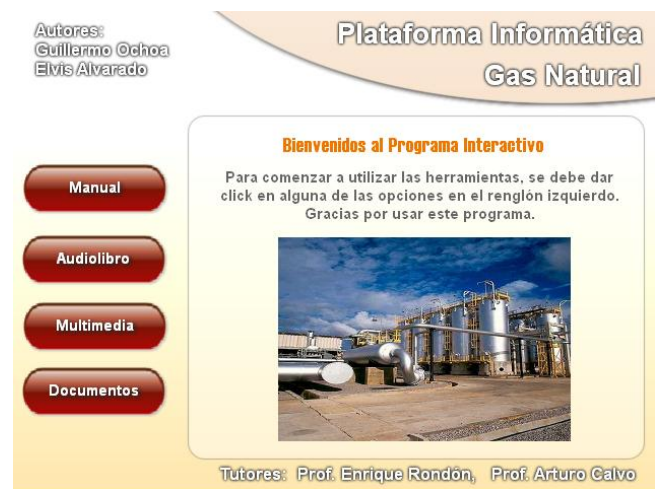 Autores:
Guillermo Ochoa
Elvis Alvarado
Plataforma Informática
Gas Natural
Bienvenidos al Programa Interactivo
Para comenzar a utilizar las herramientas, se debe dar
click en alguna de las opciones en el renglón izquierdo.
Gracias por usar este programa.
Manual
Audiolibro
Multimedia
Documentos
Tutores: Prof. Enrique Rondón, Prof. Arturo Calvo